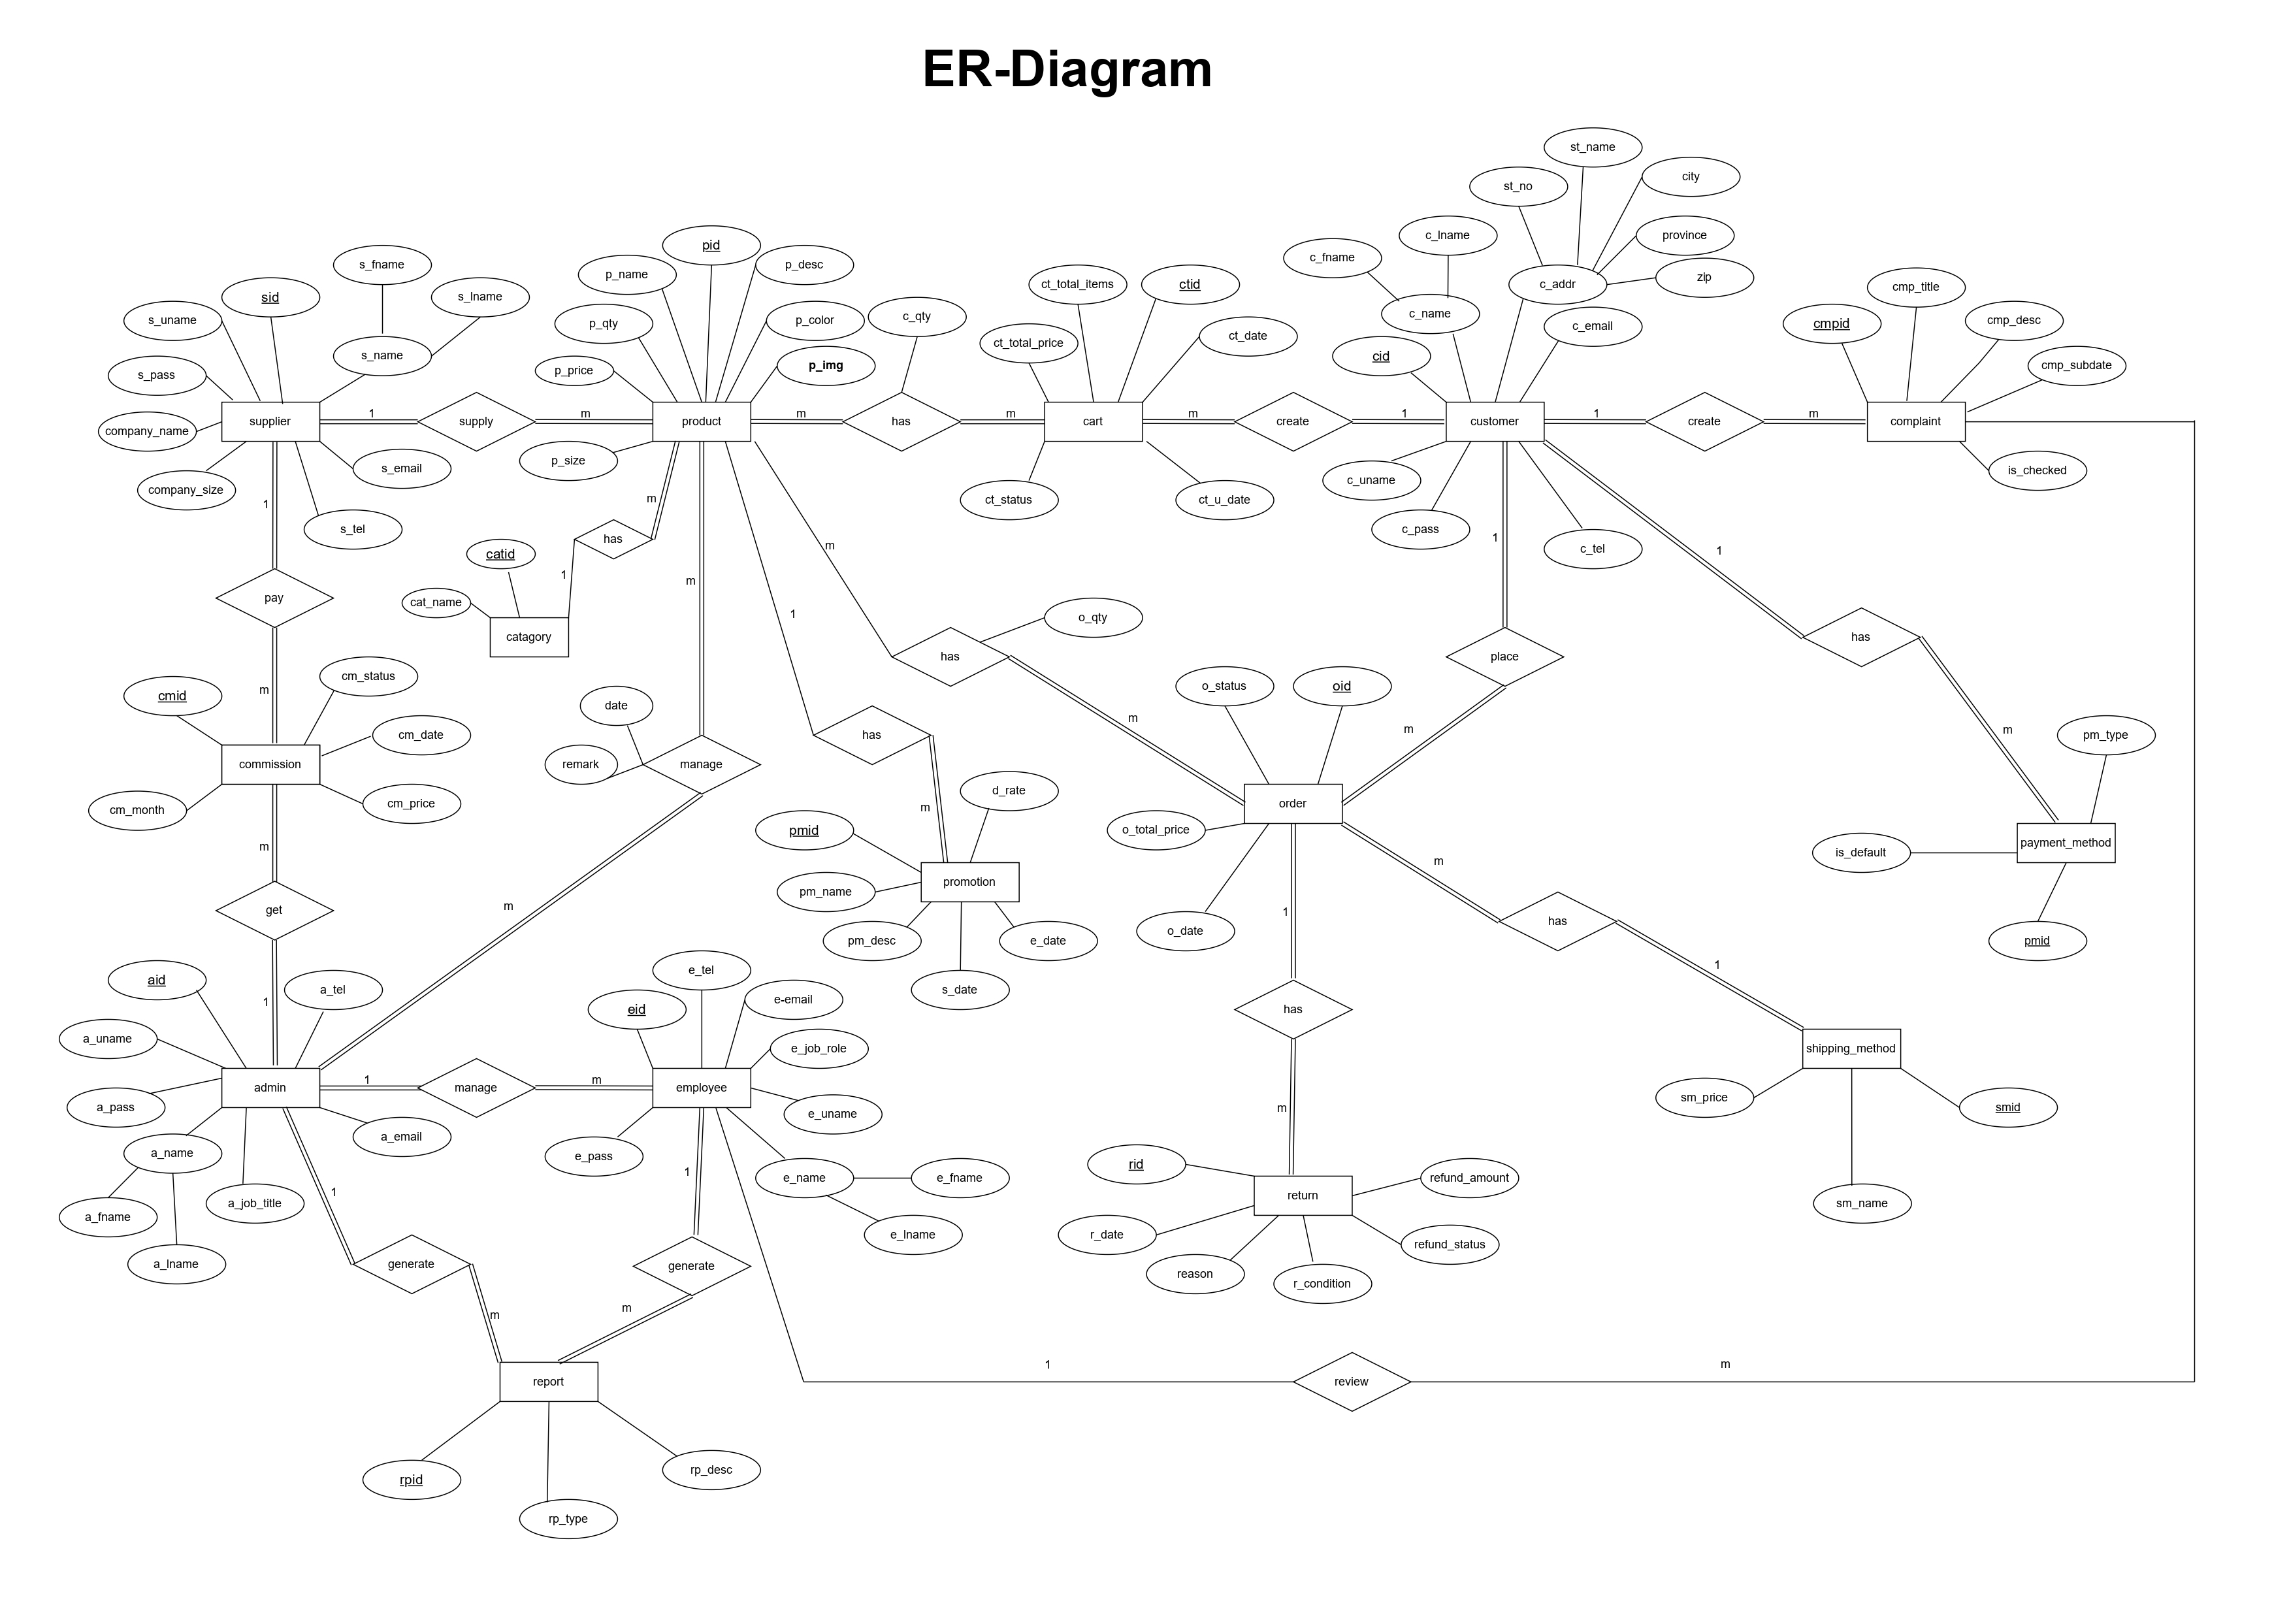 ER-Diagram
st_name
city
st_no
province
c_lname
zip
c_fname
c_addr
pid
p_desc
s_fname
p_name
ct_total_items
ctid
cmp_title
sid
s_lname
c_name
c_email
s_uname
p_qty
p_color
c_qty
ct_total_price
ct_date
cmpid
cmp_desc
s_name
p_price
p_img
cid
cmp_subdate
s_pass
company_name
supplier
1
supply
m
product
m
has
m
cart
m
create
1
customer
1
create
m
complaint
p_size
s_email
company_size
is_checked
c_uname
ct_status
ct_u_date
1
m
s_tel
c_pass
1
c_tel
has
m
1
catid
1
m
pay
cat_name
1
o_qty
catagory
has
place
has
cm_status
cmid
m
o_status
oid
date
m
m
m
cm_date
has
pm_type
commission
remark
manage
cm_month
cm_price
m
d_rate
order
pmid
o_total_price
payment_method
is_default
m
m
promotion
pm_name
get
m
1
has
o_date
pm_desc
e_date
pmid
1
aid
a_tel
e_tel
s_date
1
eid
e-email
has
a_uname
e_job_role
shipping_method
admin
1
manage
m
employee
sm_price
smid
a_pass
e_uname
m
a_email
a_name
e_pass
rid
1
e_name
e_fname
refund_amount
1
return
a_job_title
sm_name
a_fname
e_lname
r_date
refund_status
a_lname
generate
generate
reason
r_condition
m
m
1
m
report
review
rpid
rp_desc
rp_type